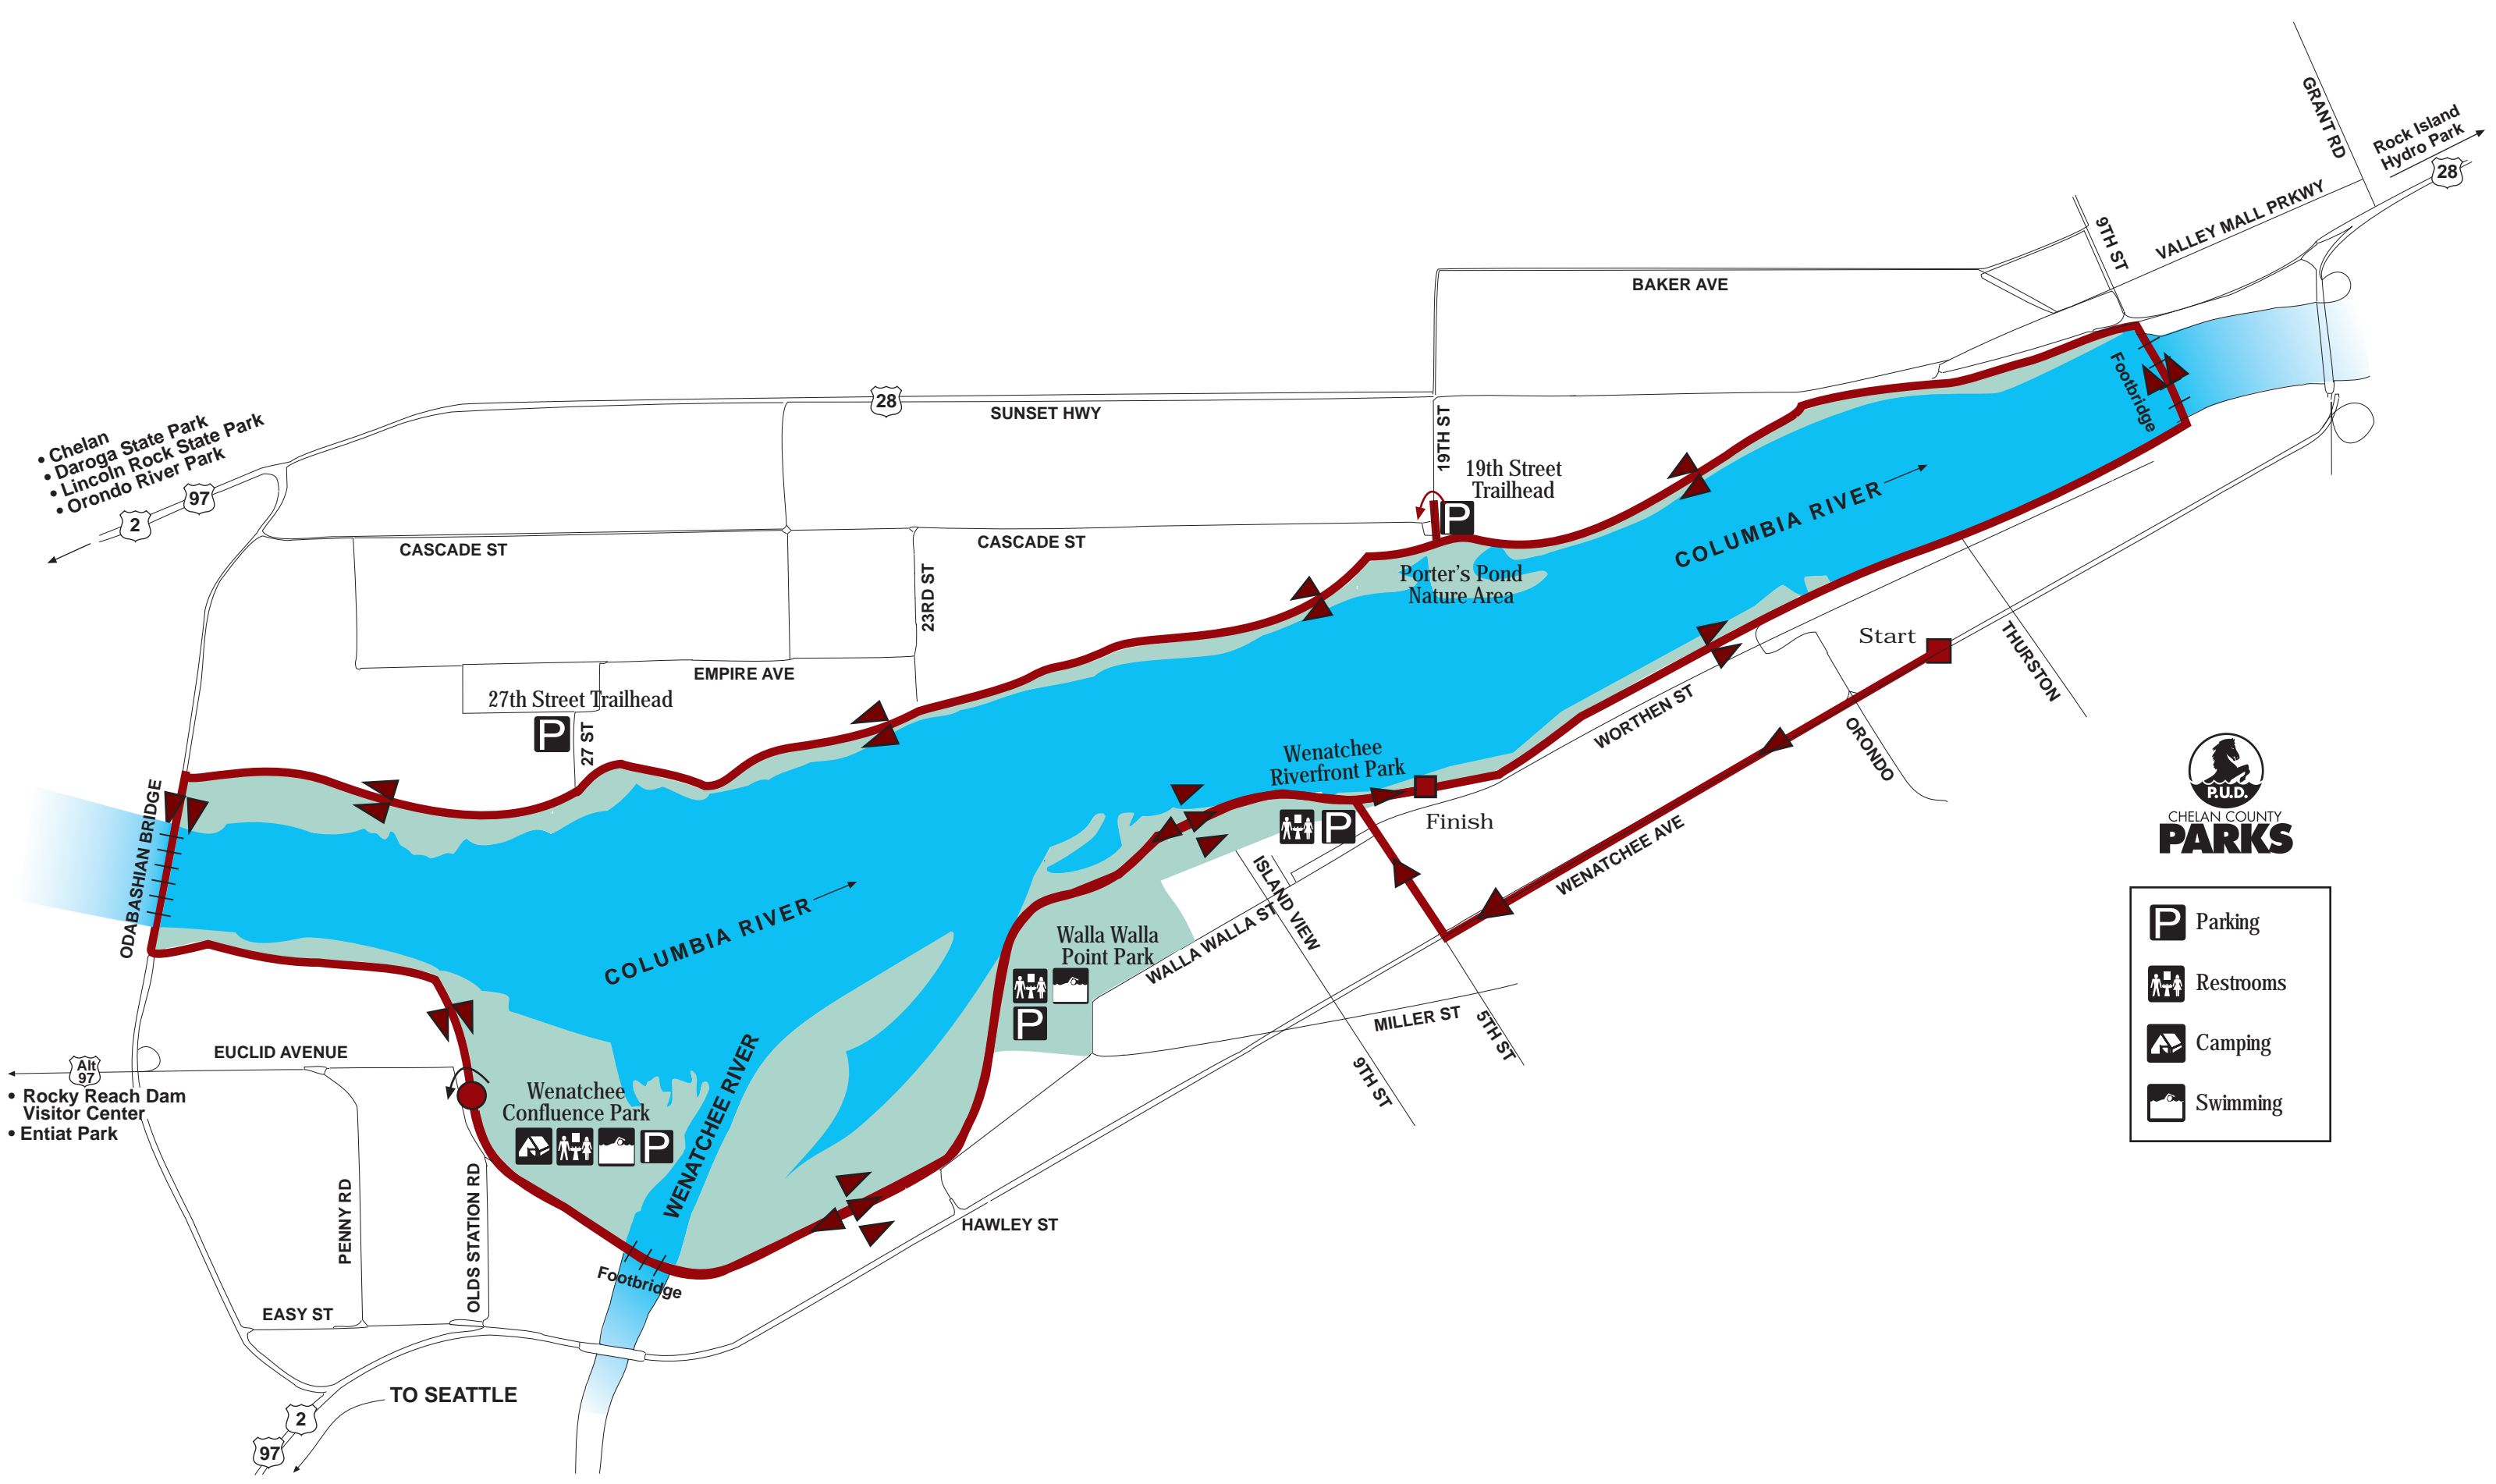 GRANT RD
Rock Island
Hydro Park
28
9TH ST
VALLEY MALL PRKWY
BAKER AVE
Footbridge
28
SUNSET HWY
19TH ST
19th Street
Trailhead
P
• Chelan
• Daroga State Park
• Lincoln Rock State Park
• Orondo River Park
97
2
CASCADE ST
CASCADE ST
23RD ST
Porter's Pond
Nature Area
COLUMBIA RIVER
EMPIRE AVE
27th Street Trailhead
P
27 ST
Start
THURSTON
WORTHEN ST
ORONDO
Wenatchee
Riverfront Park
P
Finish
WENATCHEE AVE
ODABASHIAN BRIDGE
COLUMBIA RIVER
ISLAND VIEW
WALLA WALLA ST
Walla Walla
Point Park
P
MILLER ST
5TH ST
9TH ST
P.U.D.
CHELAN COUNTY
PARKS
P Parking
Restrooms
Camping
Swimming
EUCLID AVENUE
Alt
97
• Rocky Reach Dam
Visitor Center
• Entiat Park
Wenatchee
Confluence Park
P
WENATCHEE RIVER
PENNY RD
OLDS STATION RD
HAWLEY ST
Footbridge
EASY ST
TO SEATTLE
2
97